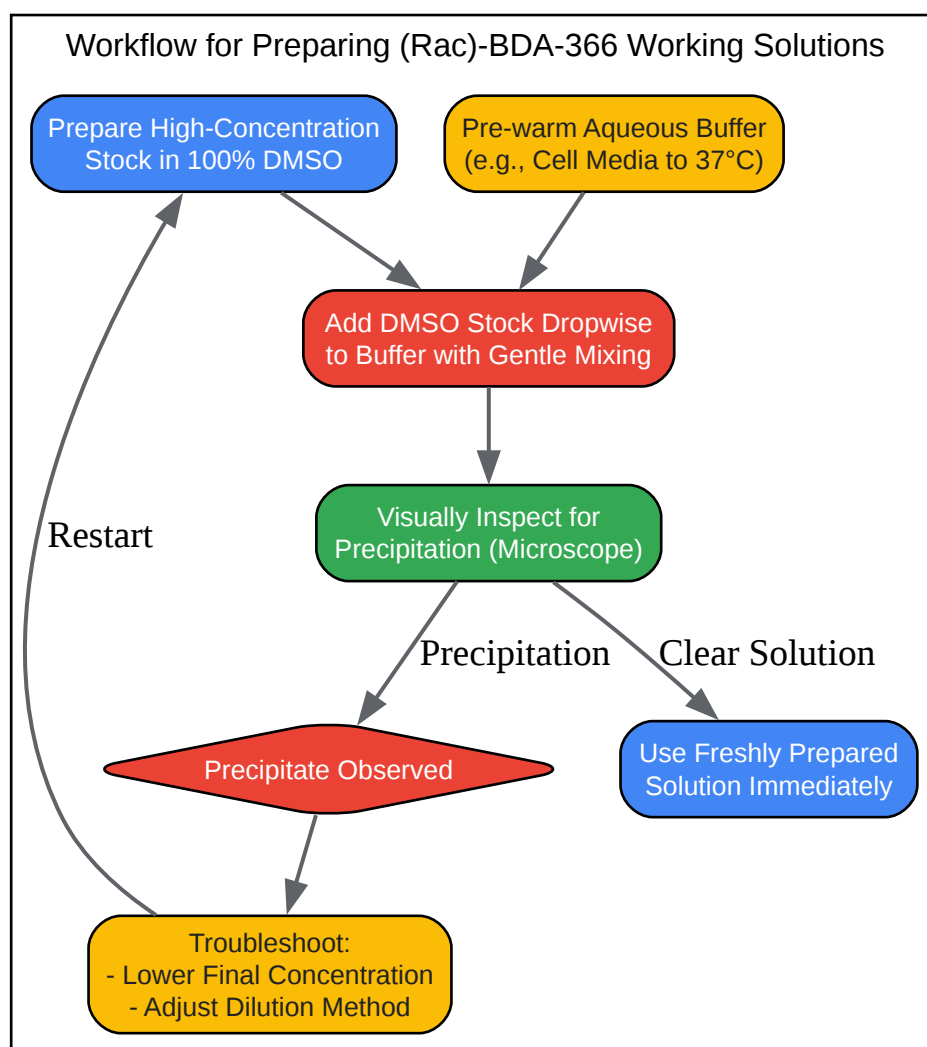 Workflow for Preparing (Rac)-BDA-366 Working Solutions
Prepare High-Concentration
Stock in 100% DMSO
Pre-warm Aqueous Buffer
(e.g., Cell Media to 37°C)
Add DMSO Stock Dropwise
to Buffer with Gentle Mixing
Visually Inspect for
Precipitation (Microscope)
Restart
Precipitation
Clear Solution
Precipitate Observed
Use Freshly Prepared
Solution Immediately
Troubleshoot:
- Lower Final Concentration
- Adjust Dilution Method